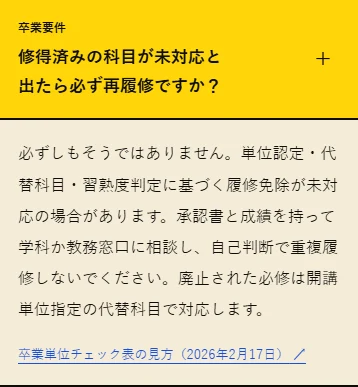 卒業要件
修得済みの科目が未対応と
出たら必ず再履修ですか？
+
必ずしもそうではありません。単位認定・代
替科目・習熟度判定に基づく履修免除が未対
応の場合があります。承認書と成績を持って
学科か教務窓口に相談し、自己判断で重複履
修しないでください。廃止された必修は開講
単位指定の代替科目で対応します。
卒業単位チェック表の見方（2026年2月17日） ↗